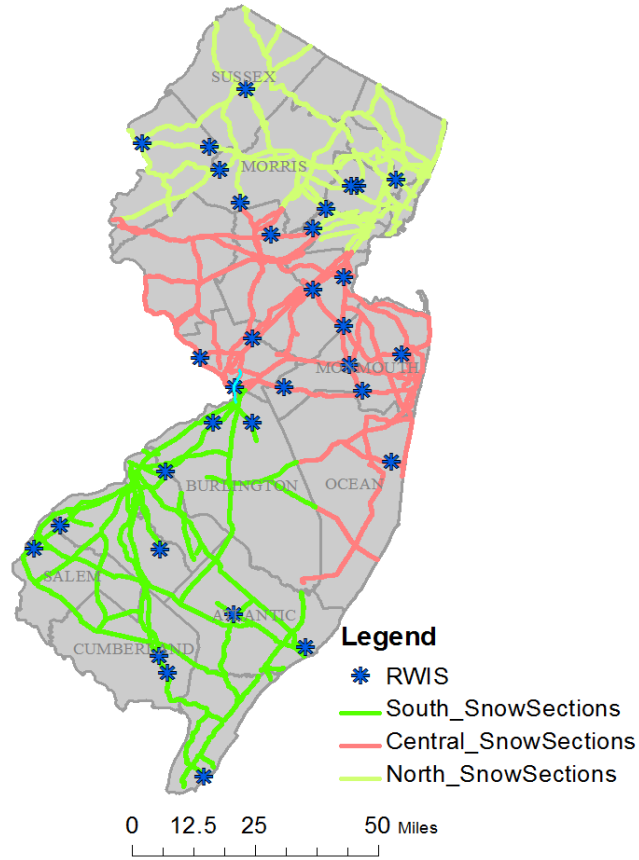 SUSSEX
MORRIS
MONMOUTH
BURLINGTON
OCEAN
SALEM
ATLANTIC
CUMBERLAND
Legend
RWIS
South_SnowSections
Central_SnowSections
North_SnowSections
0 12.5 25 50 Miles